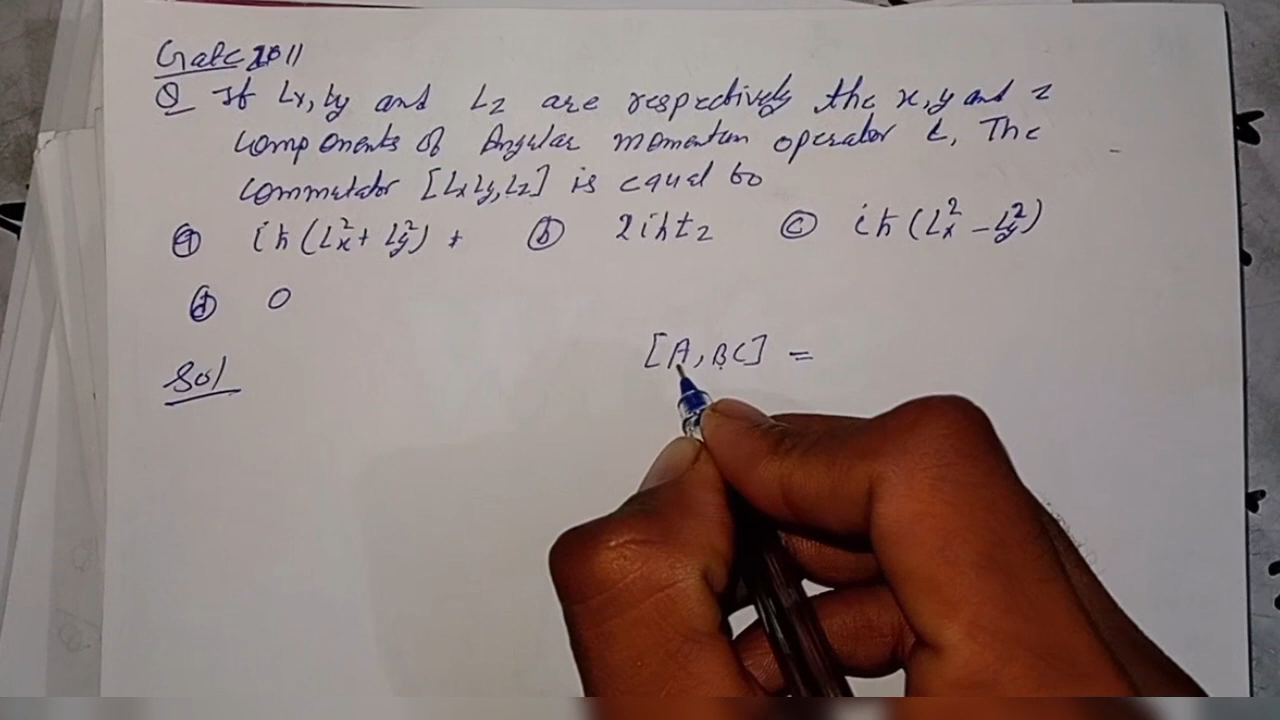 Gate 2011
Q If Lx, Ly and Lz are respectively the x, y and z
components of Angular momentum operator L, The
commutator [LxLy, Lz] is equal to
(a) iħ(Lx² + Ly²) (b) 2iħLz (c) iħ(Lx² - Ly²)
(d) 0
[A, BC] =
Sol